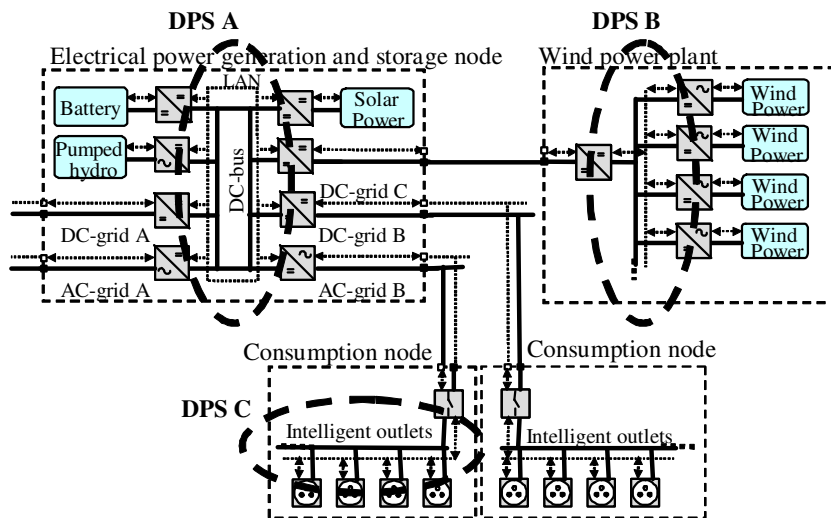 DPS A
DPS B
Electrical power generation and storage node
Wind power plant
LAN
Battery
Solar
Power
Wind
Power
Pumped
hydro
Wind
Power
DC-bus
DC-grid C
Wind
Power
DC-grid A
DC-grid B
Wind
Power
AC-grid A
AC-grid B
Consumption node
Consumption node
DPS C
Intelligent outlets
Intelligent outlets